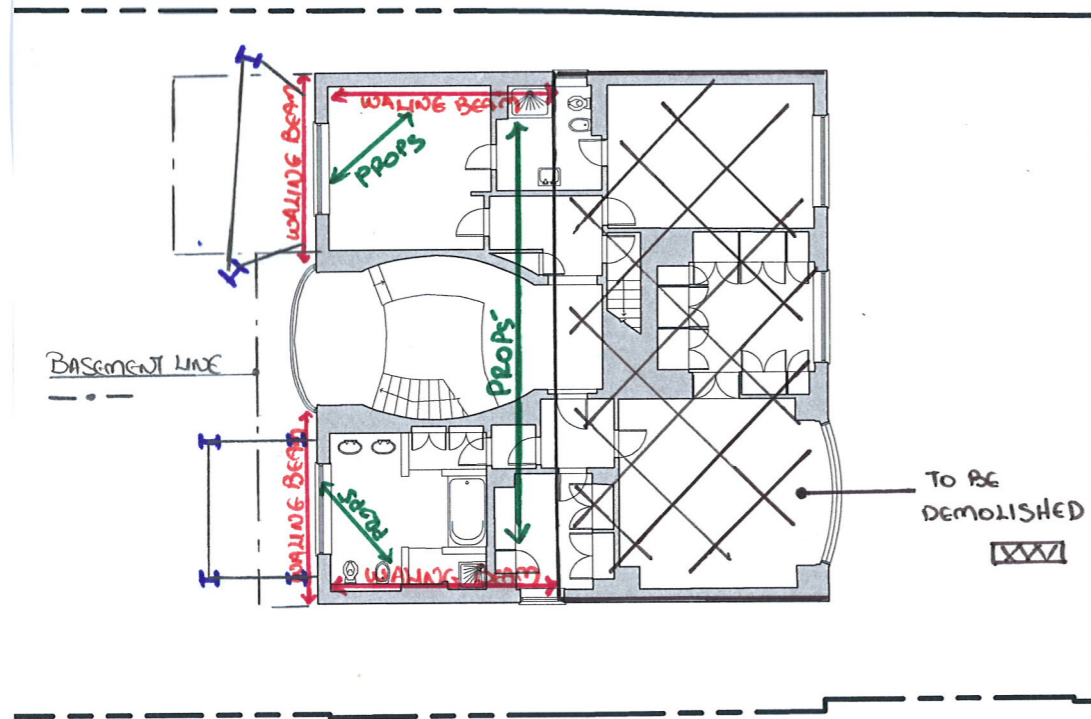 WALING BEAM
WALING BEAM
PROPS
PROPS
BASEMENT LINE
WALING BEAM
PROPS
WALING BEAM
TO BE
DEMOLISHED